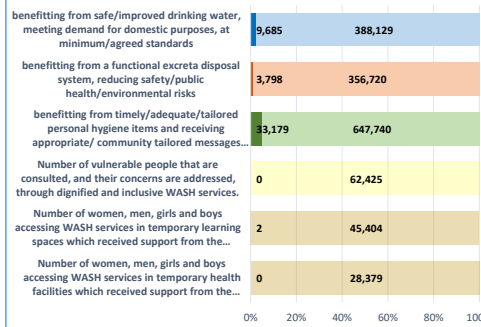 benefitting from safe/improved drinking water,
meeting demand for domestic purposes, at
minimum/agreed standards
9,685 388,129
benefitting from a functional excreta disposal
system, reducing safety/public
health/environmental risks
3,798 356,720
benefitting from timely/adequate/tailored
personal hygiene items and receiving
appropriate/ community tailored messages…
33,179 647,740
Number of vulnerable people that are
consulted, and their concerns are addressed,
through dignified and inclusive WASH services.
0 62,425
Number of women, men, girls and boys
accessing WASH services in temporary learning
spaces which received support from the…
2 45,404
Number of women, men, girls and boys
accessing WASH services in temporary health
facilities which received support from the…
0 28,379
0% 20% 40% 60% 80% 100